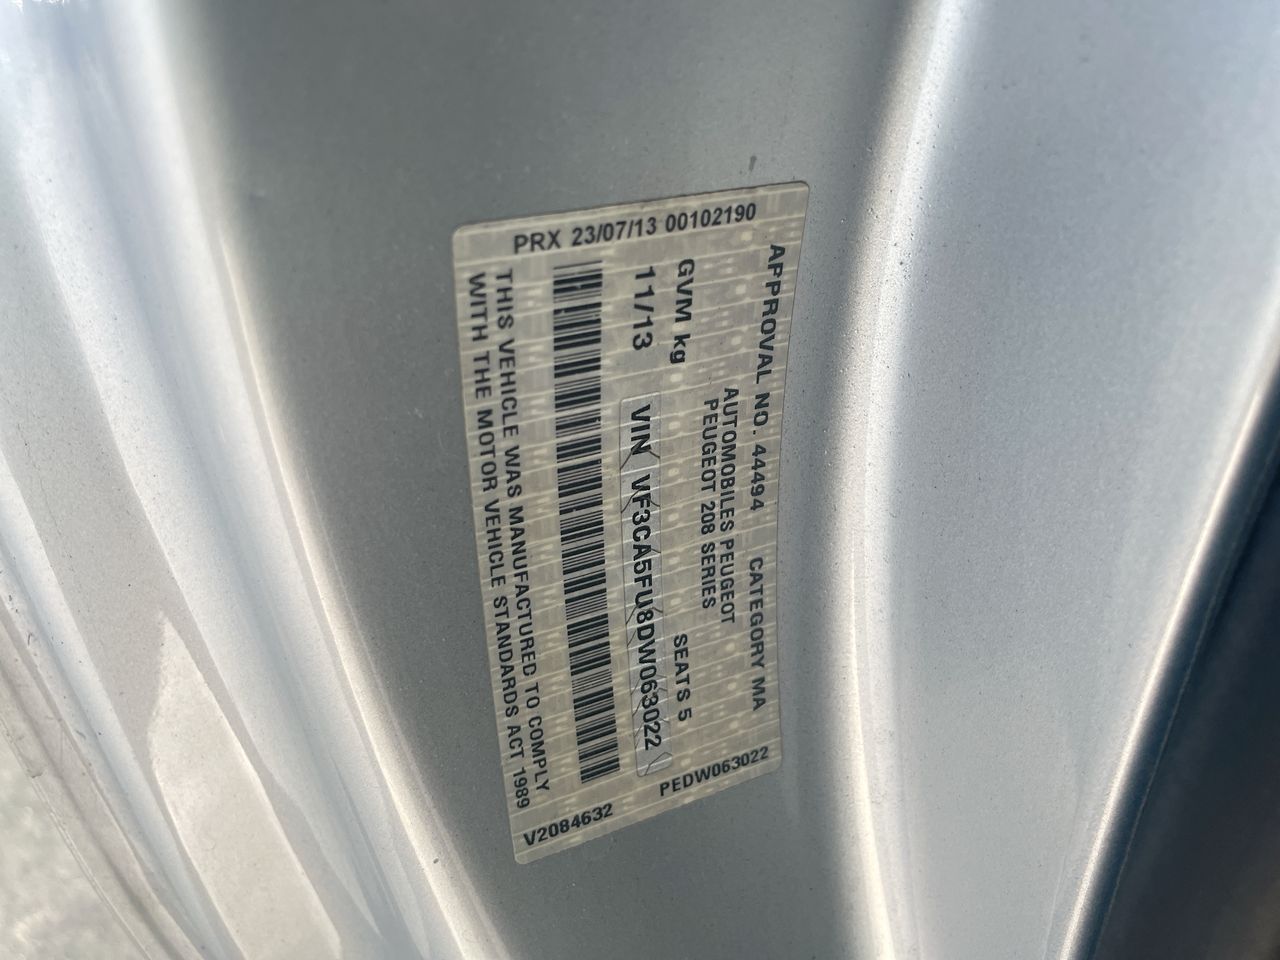 PRX 23/07/13 00102190
APPROVAL NO. 44494 CATEGORY MA
AUTOMOBILES PEUGEOT
PEUGEOT 208 SERIES
GVM kg SEATS 5
11/13 VIN VF3CA5FU8DW063022
THIS VEHICLE WAS MANUFACTURED TO COMPLY
WITH THE MOTOR VEHICLE STANDARDS ACT 1989
V2084632 PEDW063022